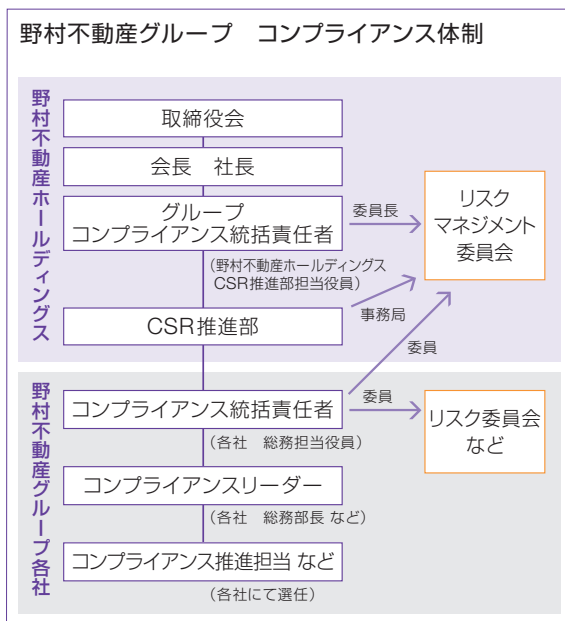 野村不動産グループ　コンプライアンス体制
野村不動産ホールディングス
取締役会
会長　社長
グループ
コンプライアンス統括責任者
（野村不動産ホールディングス
CSR推進部担当役員）
CSR推進部
委員長
事務局
委員
リスク
マネジメント
委員会
野村不動産グループ各社
コンプライアンス統括責任者
（各社　総務担当役員）
委員
リスク委員会
など
コンプライアンスリーダー
（各社　総務部長 など）
コンプライアンス推進担当 など
（各社にて選任）